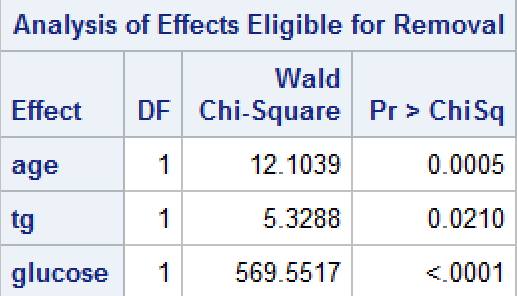 Analysis of Effects Eligible for Removal
Wald
Effect DF Chi-Square Pr > ChiSq
age 1 12.1039 0.0005
tg 1 5.3288 0.0210
glucose 1 569.5517 <.0001